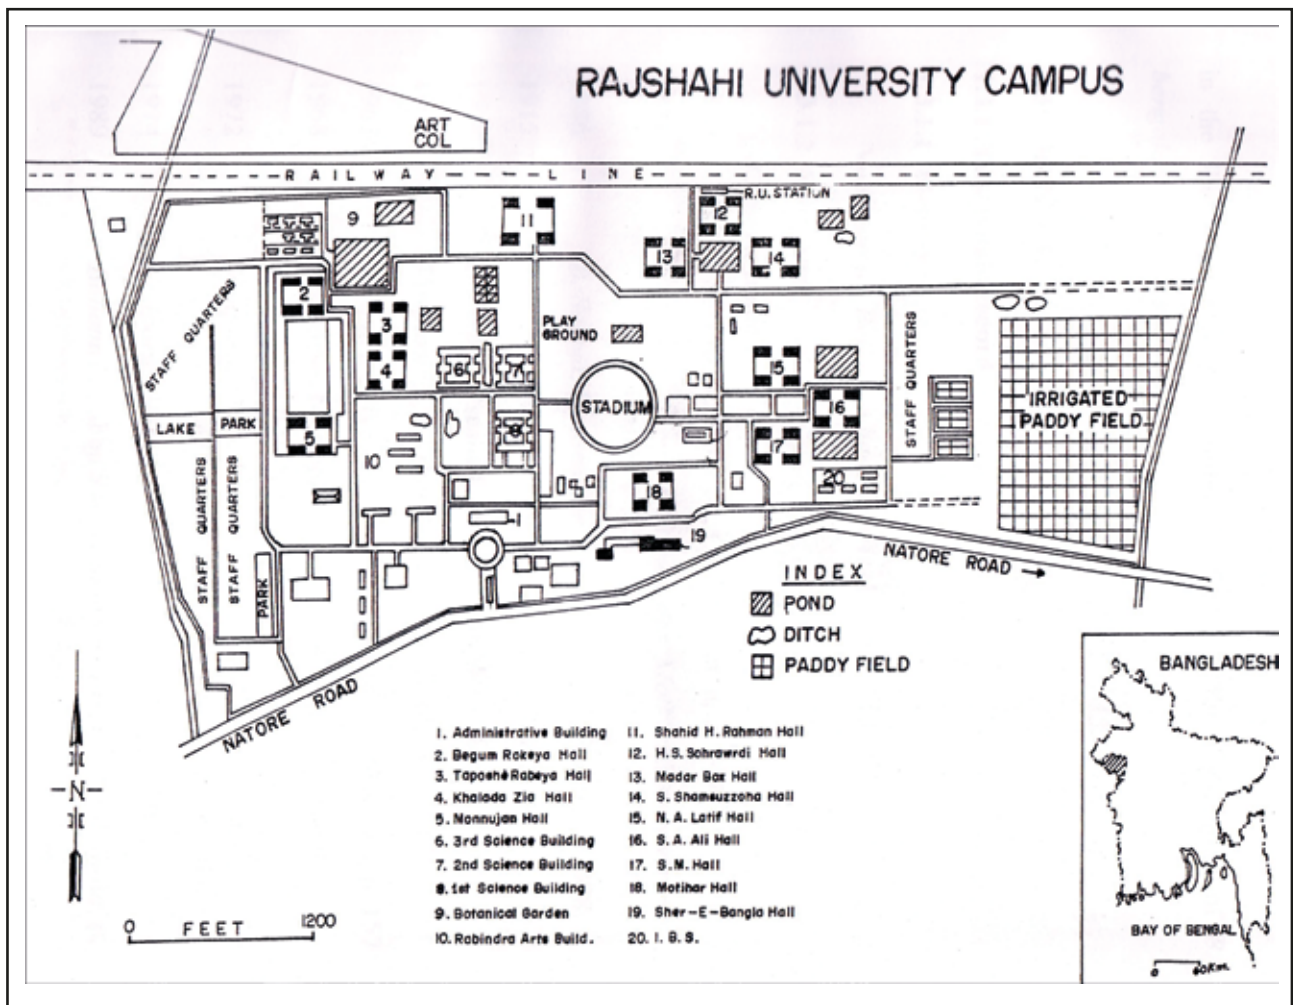 RAJSHAHI UNIVERSITY CAMPUS
ART
COL
RAILWAY LINE
R.U. STATION
9
11
12
13
14
2
STAFF QUARTERS
3
PLAY
GROUND
4
6
7
15
STADIUM
16
STAFF QUARTERS
IRRIGATED
PADDY FIELD
LAKE
PARK
5
8
17
10
20
18
STAFF QUARTERS
STAFF QUARTERS
1
19
PARK
NATORE ROAD
NATORE ROAD
INDEX
POND
DITCH
PADDY FIELD
BANGLADESH
BAY OF BENGAL
0 60Km.
N
0 FEET 1200
1. Administrative Building
2. Begum Rokeya Hall
3. Taposhe Rabeya Hall
4. Khaleda Zia Hall
5. Monnujan Hall
6. 3rd Science Building
7. 2nd Science Building
8. 1st Science Building
9. Botanical Garden
10. Rabindra Arts Build.
11. Shahid H. Rahman Hall
12. H.S. Sohrawrdi Hall
13. Madar Box Hall
14. S. Shamsuzzoha Hall
15. N. A. Latif Hall
16. S. A. Ali Hall
17. S.M. Hall
18. Motihar Hall
19. Sher-E-Bangla Hall
20. I. B. S.